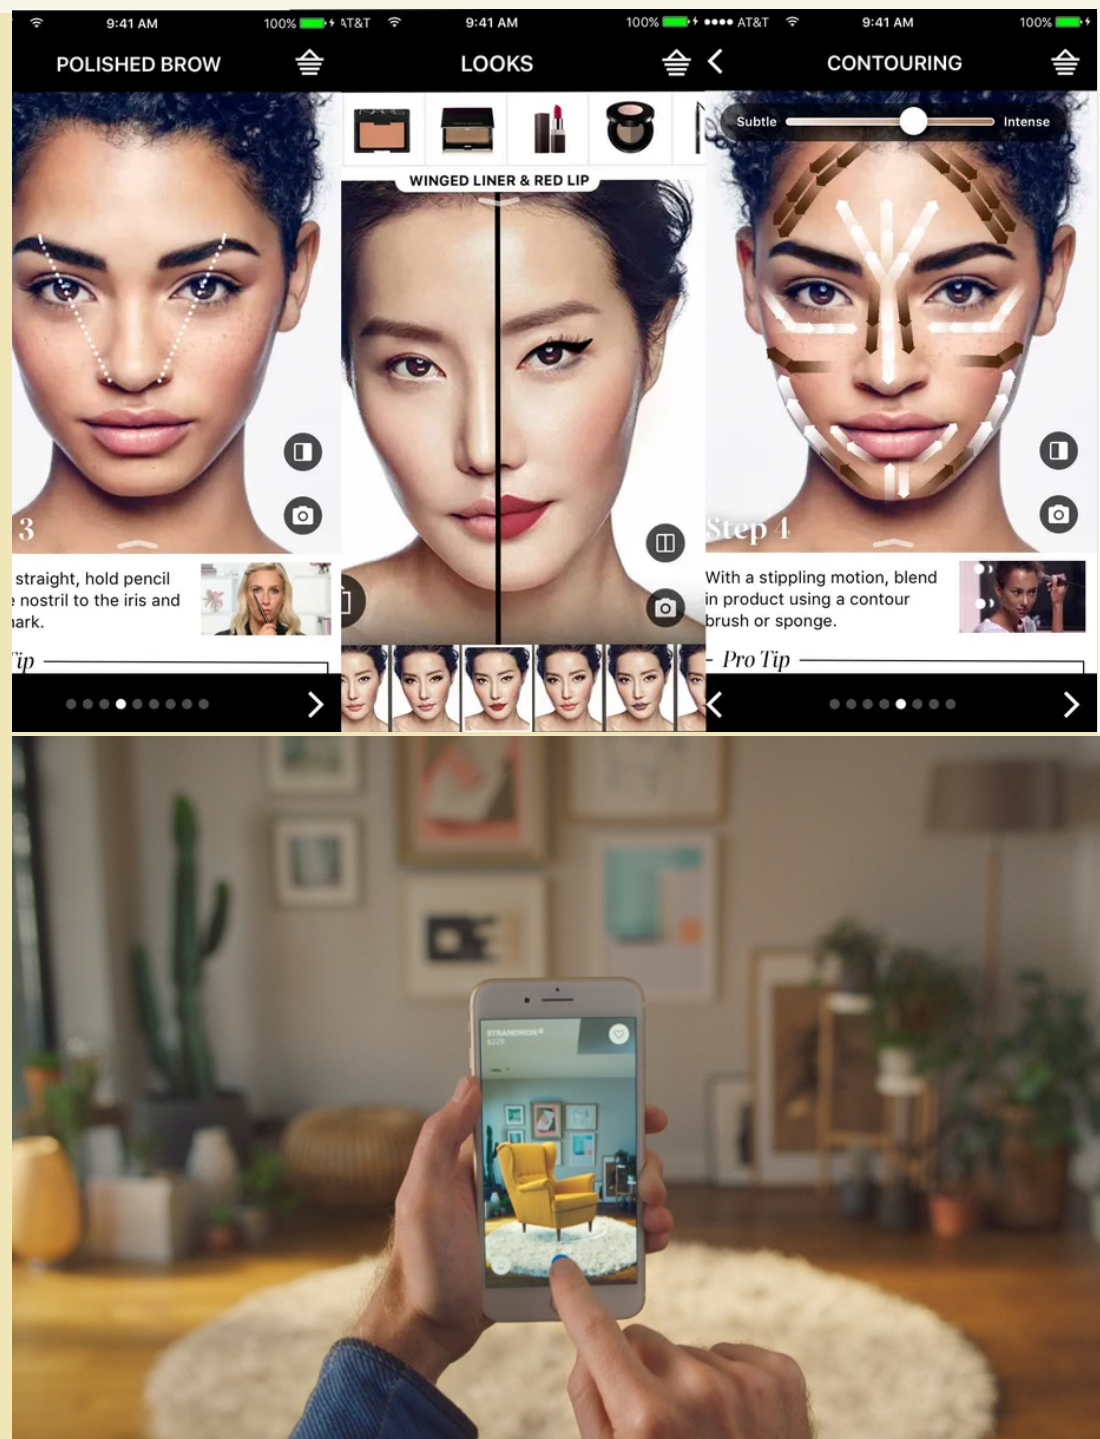 9:41 AM
100%
POLISHED BROW
3
straight, hold pencil
nostril to the iris and
AT&T
9:41 AM
100%
LOOKS
WINGED LINER & RED LIP
AT&T
9:41 AM
100%
CONTOURING
Subtle
Intense
Step 4
With a stippling motion, blend
in product using a contour
brush or sponge.
Pro Tip
STRANDMON